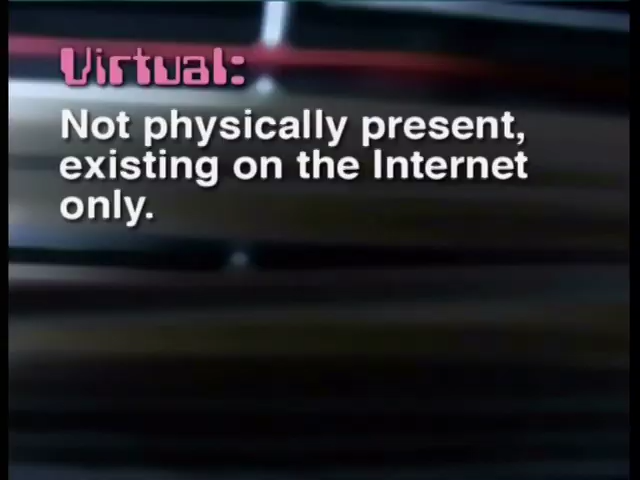 Virtual:
Not physically present,
existing on the Internet
only.